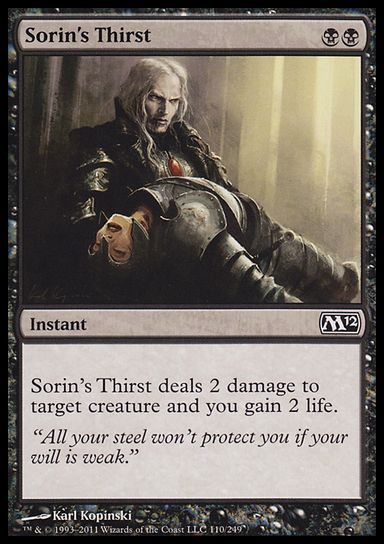 Sorin's Thirst
Instant
M12
Sorin's Thirst deals 2 damage to
target creature and you gain 2 life.
“All your steel won't protect you if your
will is weak.”
Karl Kopinski
™ & © 1993–2011 Wizards of the Coast LLC 110/249